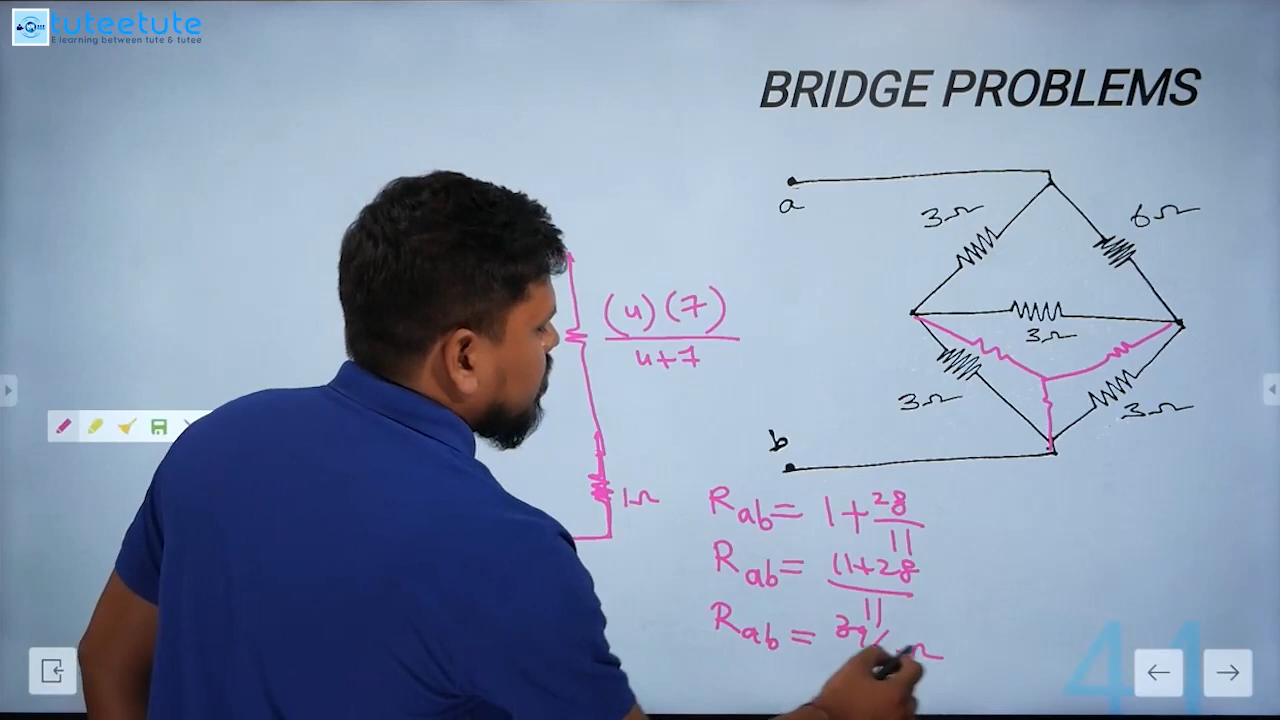 tuteetute
E learning between tute & tutee
BRIDGE PROBLEMS
a
3Ω
6Ω
3Ω
3Ω
3Ω
b
(4)(7)
4+7
1Ω
Rab= 1+28/11
Rab= 11+28/11
Rab= 39/ Ω
41